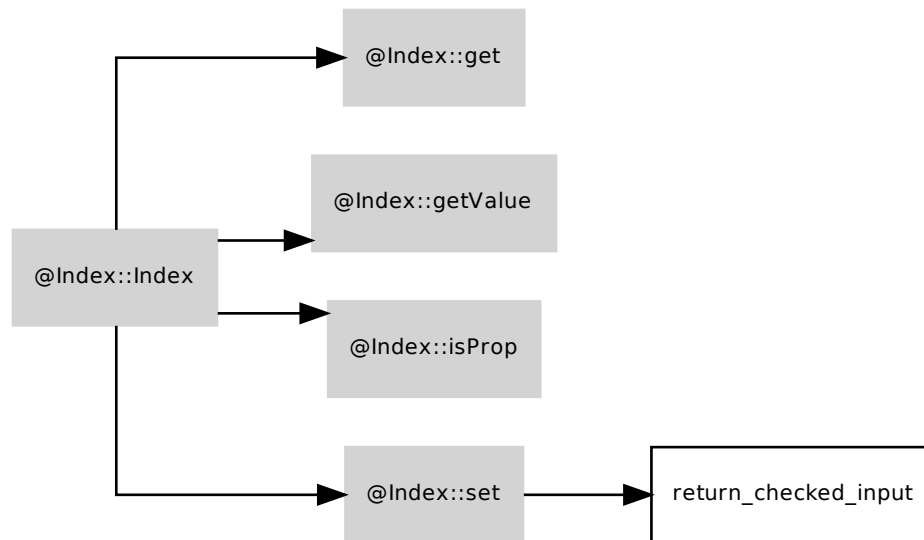 @Index::get
@Index::getValue
@Index::Index
@Index::isProp
@Index::set
return_checked_input